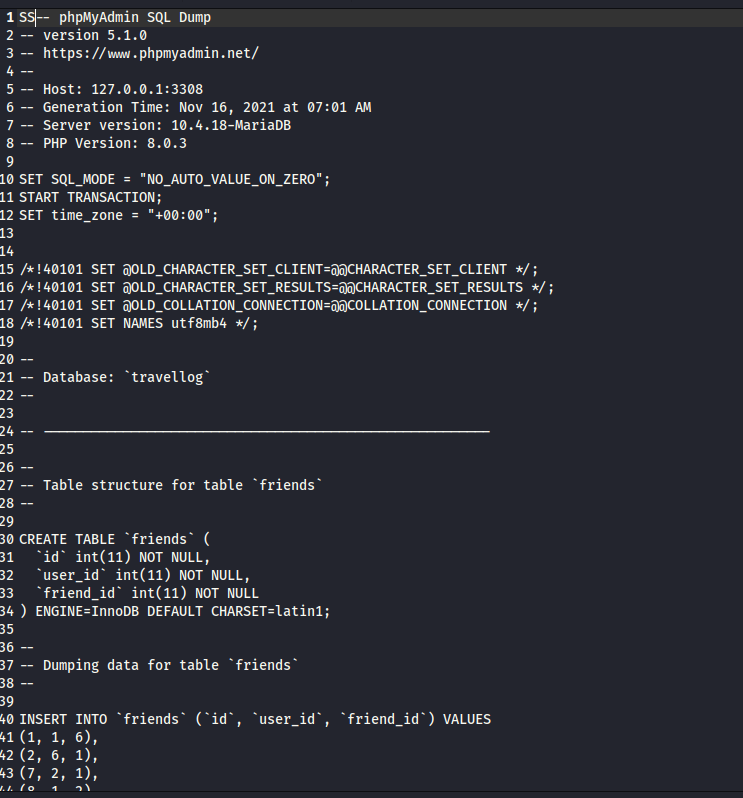 1 SS-- phpMyAdmin SQL Dump
2 -- version 5.1.0
3 -- https://www.phpmyadmin.net/
4 --
5 -- Host: 127.0.0.1:3308
6 -- Generation Time: Nov 16, 2021 at 07:01 AM
7 -- Server version: 10.4.18-MariaDB
8 -- PHP Version: 8.0.3
9
10 SET SQL_MODE = "NO_AUTO_VALUE_ON_ZERO";
11 START TRANSACTION;
12 SET time_zone = "+00:00";
13
14
15 /*!40101 SET @OLD_CHARACTER_SET_CLIENT=@@CHARACTER_SET_CLIENT */;
16 /*!40101 SET @OLD_CHARACTER_SET_RESULTS=@@CHARACTER_SET_RESULTS */;
17 /*!40101 SET @OLD_COLLATION_CONNECTION=@@COLLATION_CONNECTION */;
18 /*!40101 SET NAMES utf8mb4 */;
19
20 --
21 -- Database: `travellog`
22 --
23
24 -- --------------------------------------------------------
25
26 --
27 -- Table structure for table `friends`
28 --
29
30 CREATE TABLE `friends` (
31   `id` int(11) NOT NULL,
32   `user_id` int(11) NOT NULL,
33   `friend_id` int(11) NOT NULL
34 ) ENGINE=InnoDB DEFAULT CHARSET=latin1;
35
36 --
37 -- Dumping data for table `friends`
38 --
39
40 INSERT INTO `friends` (`id`, `user_id`, `friend_id`) VALUES
41 (1, 1, 6),
42 (2, 6, 1),
43 (7, 2, 1),
44 (8, 1, 2)